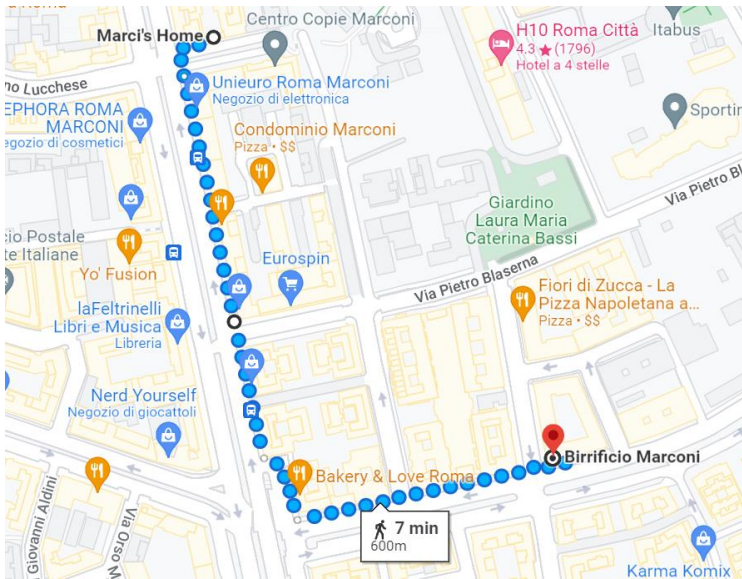 Centro Copie Marconi
Marci's Home
H10 Roma Città
4.3 ★ (1796)
Hotel a 4 stelle
Itabus
no Lucchese
Unieuro Roma Marconi
Negozio di elettronica
EPHORA ROMA
MARCONI
egozio di cosmetici
Sportin
Condominio Marconi
Pizza • $$
Via Pietro Blase
Giardino
Laura Maria
Caterina Bassi
cio Postale
te Italiane
Yo' Fusion
Eurospin
Via Pietro Blaserna
Fiori di Zucca - La
Pizza Napoletana a...
Pizza • $$
laFeltrinelli
Libri e Musica
Libreria
Nerd Yourself
Negozio di giocattoli
Birrificio Marconi
Bakery & Love Roma
7 min
600m
Giovanni Aldini
Via Orso M
Karma Komix